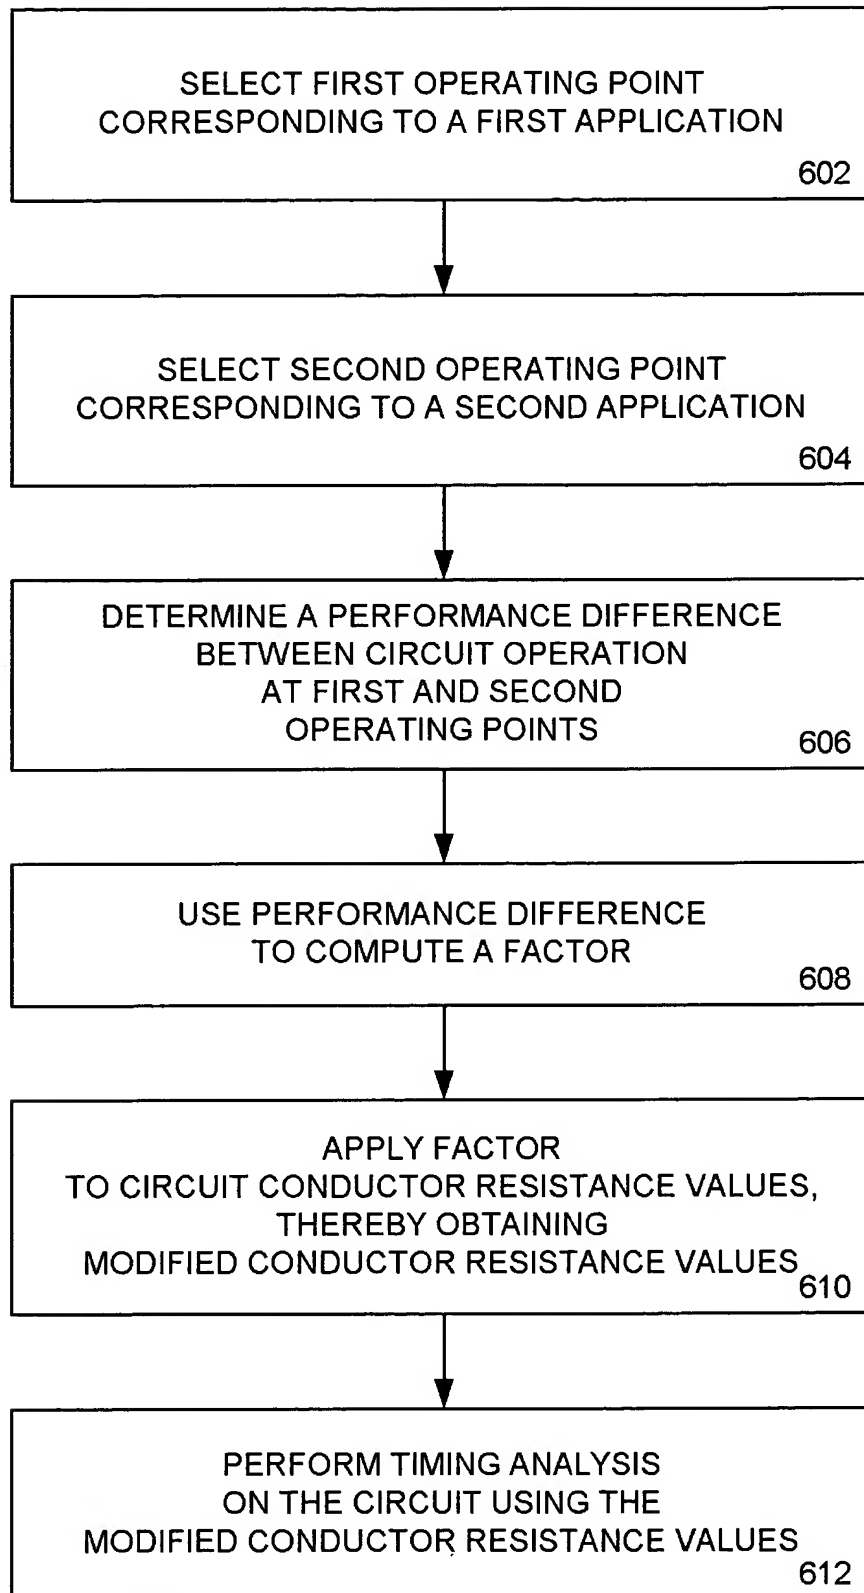 SELECT FIRST OPERATING POINT
CORRESPONDING TO A FIRST APPLICATION
602
SELECT SECOND OPERATING POINT
CORRESPONDING TO A SECOND APPLICATION
604
DETERMINE A PERFORMANCE DIFFERENCE
BETWEEN CIRCUIT OPERATION
AT FIRST AND SECOND
OPERATING POINTS
606
USE PERFORMANCE DIFFERENCE
TO COMPUTE A FACTOR
608
APPLY FACTOR
TO CIRCUIT CONDUCTOR RESISTANCE VALUES,
THEREBY OBTAINING
MODIFIED CONDUCTOR RESISTANCE VALUES
610
PERFORM TIMING ANALYSIS
ON THE CIRCUIT USING THE
MODIFIED CONDUCTOR RESISTANCE VALUES
612